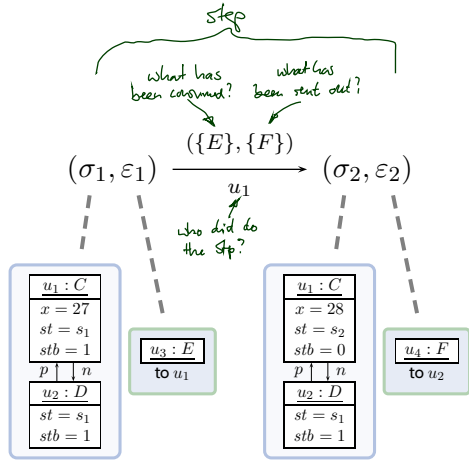 step
what has
been consumed?
what has
been sent out?
({E}, {F})
(σ₁, ε₁)
(σ₂, ε₂)
u₁
who did do
the step?
u₁ : C
x = 27
st = s₁
stb = 1
p
n
u₂ : D
st = s₁
stb = 1
u₃ : E
to u₁
u₁ : C
x = 28
st = s₂
stb = 0
p
n
u₂ : D
st = s₁
stb = 1
u₄ : F
to u₂